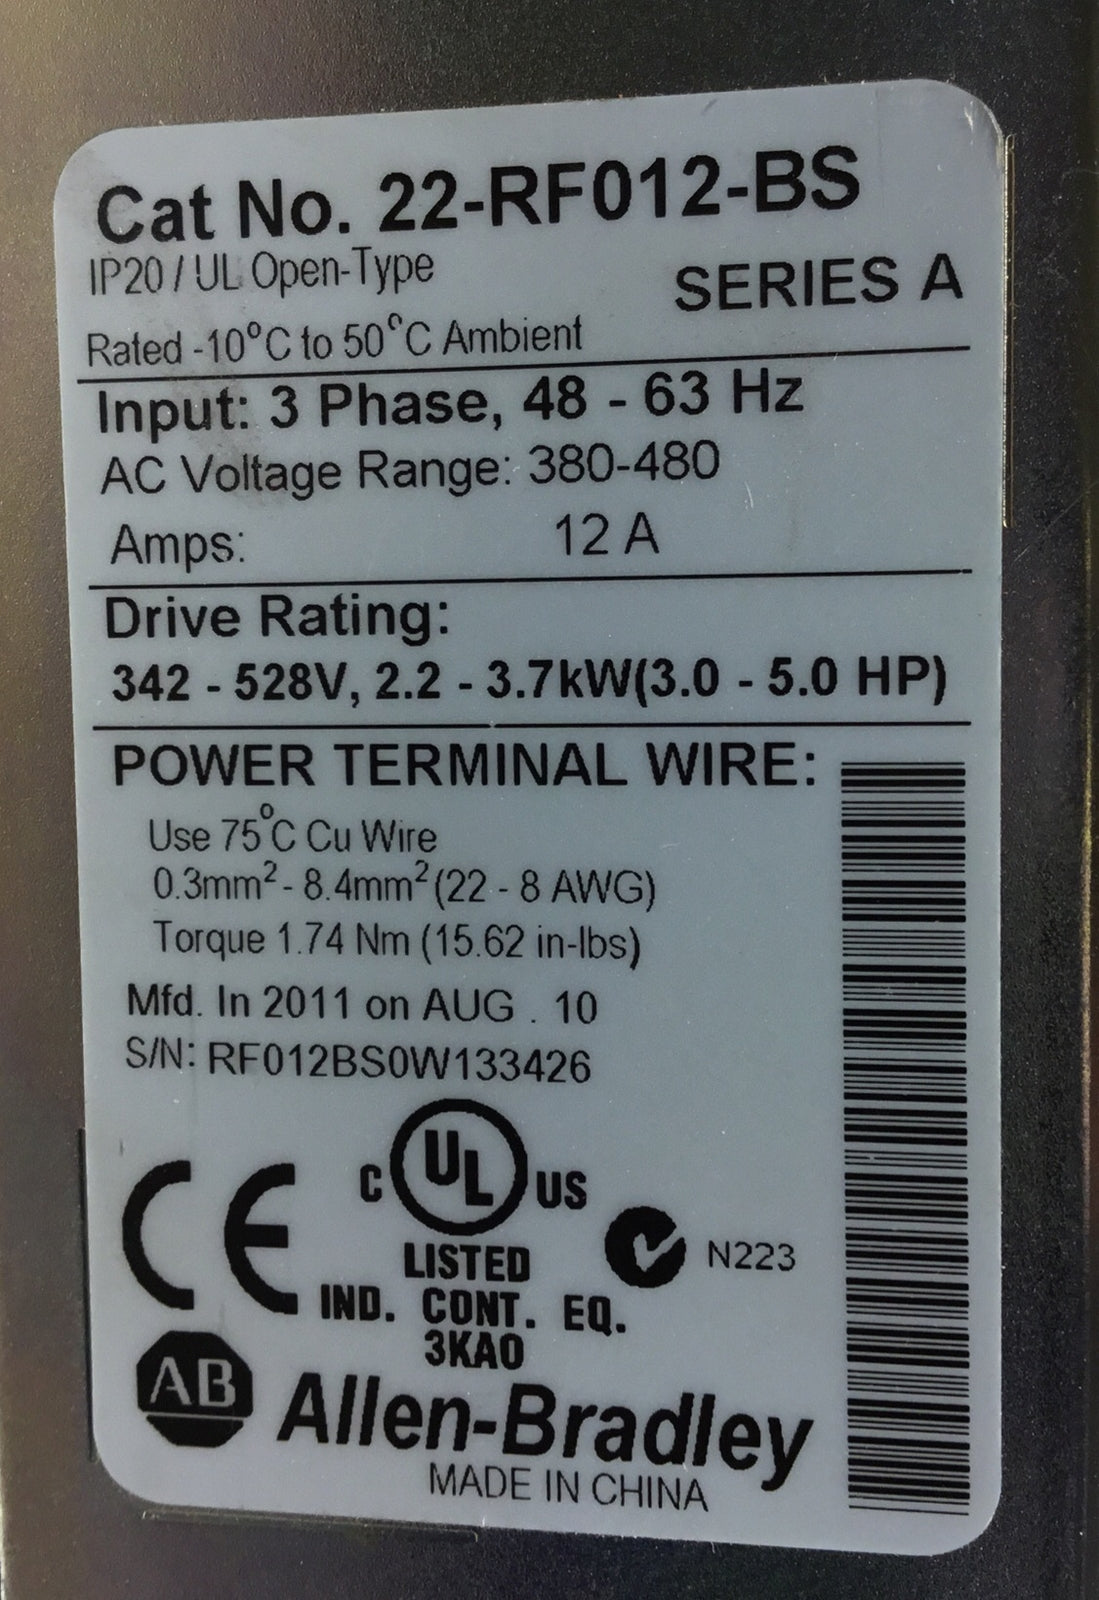 Cat No. 22-RF012-BS
IP20 / UL Open-Type
SERIES A
Rated -10°C to 50°C Ambient
Input: 3 Phase, 48 - 63 Hz
AC Voltage Range: 380-480
Amps: 12 A
Drive Rating:
342 - 528V, 2.2 - 3.7kW(3.0 - 5.0 HP)
POWER TERMINAL WIRE:
Use 75°C Cu Wire
0.3mm² - 8.4mm² (22 - 8 AWG)
Torque 1.74 Nm (15.62 in-lbs)
Mfd. In 2011 on AUG . 10
S/N: RF012BS0W133426
CE
C UL US
LISTED
N223
IND. CONT. EQ.
3KA0
AB Allen-Bradley
MADE IN CHINA